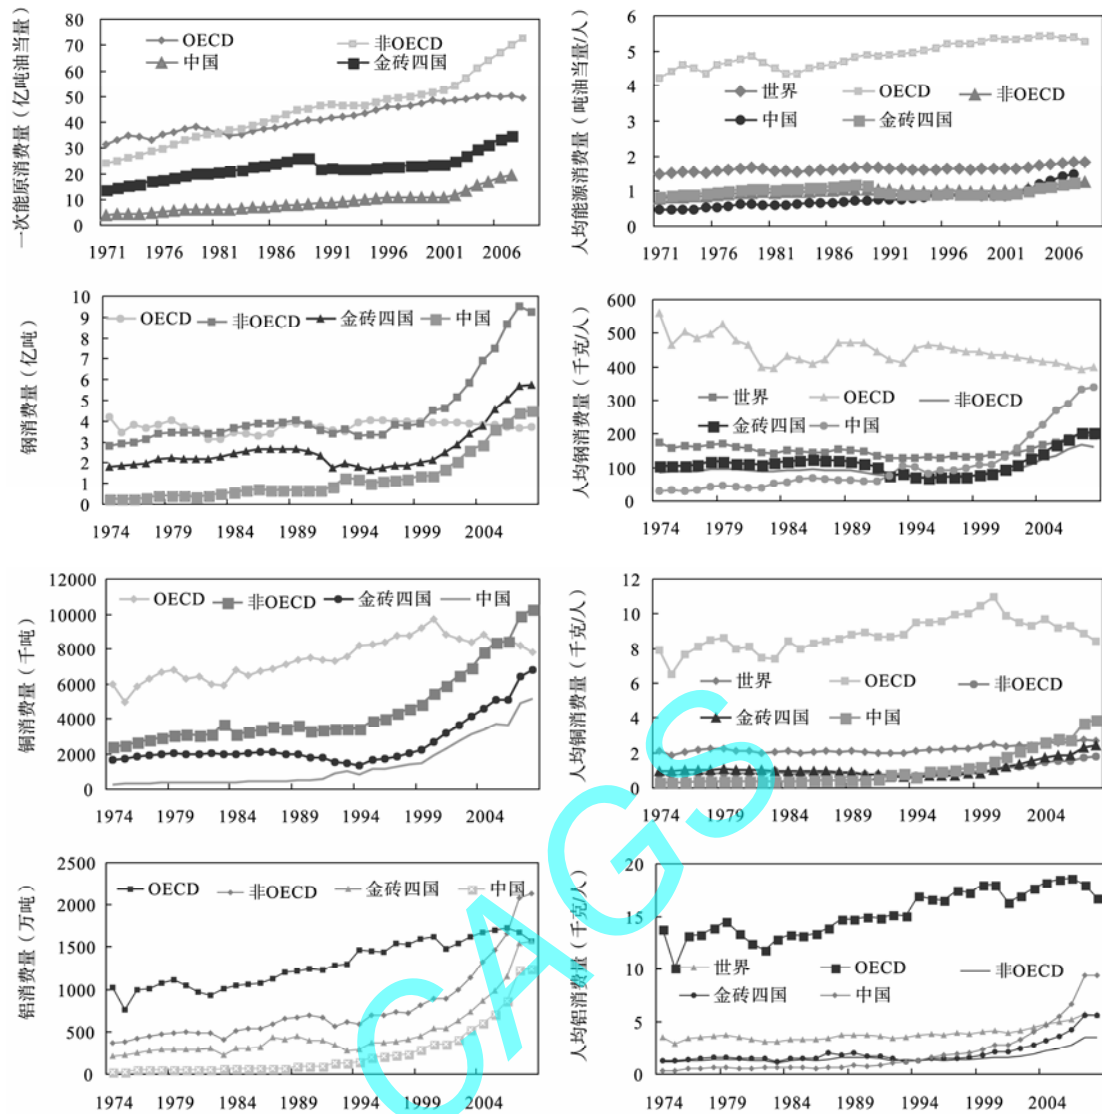 一次能原消费量（亿吨油当量）
80
70
60
50
40
30
20
10
0
OECD
非OECD
中国
金砖四国
1971 1976 1981 1986 1991 1996 2001 2006
人均能源消费量（吨油当量/人）
6
5
4
3
2
1
0
世界
OECD
非OECD
中国
金砖四国
1971 1976 1981 1986 1991 1996 2001 2006
钢消费量（亿吨）
10
9
8
7
6
5
4
3
2
1
0
OECD
非OECD
金砖四国
中国
1974 1979 1984 1989 1994 1999 2004
人均钢消费量（千克/人）
600
500
400
300
200
100
0
世界
OECD
非OECD
金砖四国
中国
1974 1979 1984 1989 1994 1999 2004
铜消费量（千吨）
12000
10000
8000
6000
4000
2000
0
OECD
非OECD
金砖四国
中国
1974 1979 1984 1989 1994 1999 2004
人均铜消费量（千克/人）
12
10
8
6
4
2
0
世界
OECD
非OECD
金砖四国
中国
1974 1979 1984 1989 1994 1999 2004
铝消费量（万吨）
2500
2000
1500
1000
500
0
OECD
非OECD
金砖四国
中国
1974 1979 1984 1989 1994 1999 2004
人均铝消费量（千克/人）
20
15
10
5
0
世界
OECD
非OECD
金砖四国
中国
1974 1979 1984 1989 1994 1999 2004
CAGS